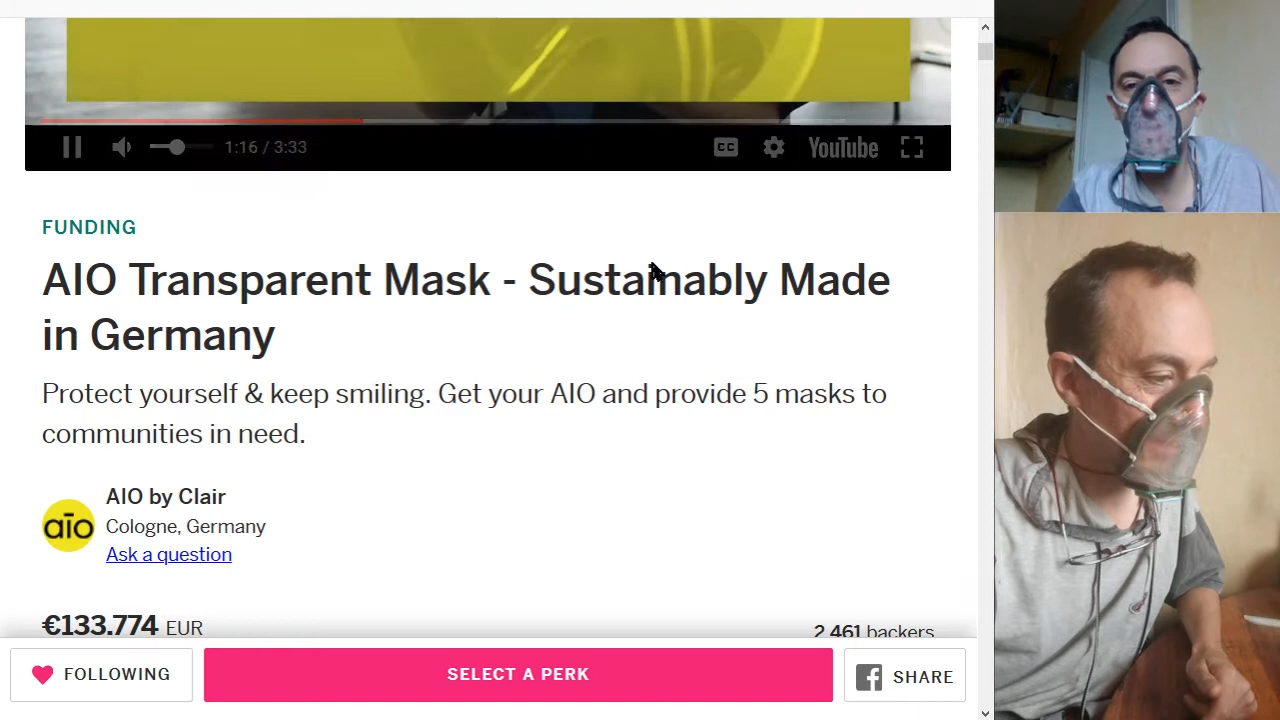 1:16 / 3:33
CC
YouTube
FUNDING
AIO Transparent Mask - Sustainably Made
in Germany
Protect yourself & keep smiling. Get your AIO and provide 5 masks to
communities in need.
aīo
AIO by Clair
Cologne, Germany
Ask a question
€133.774 EUR
2 461 backers
FOLLOWING
SELECT A PERK
SHARE